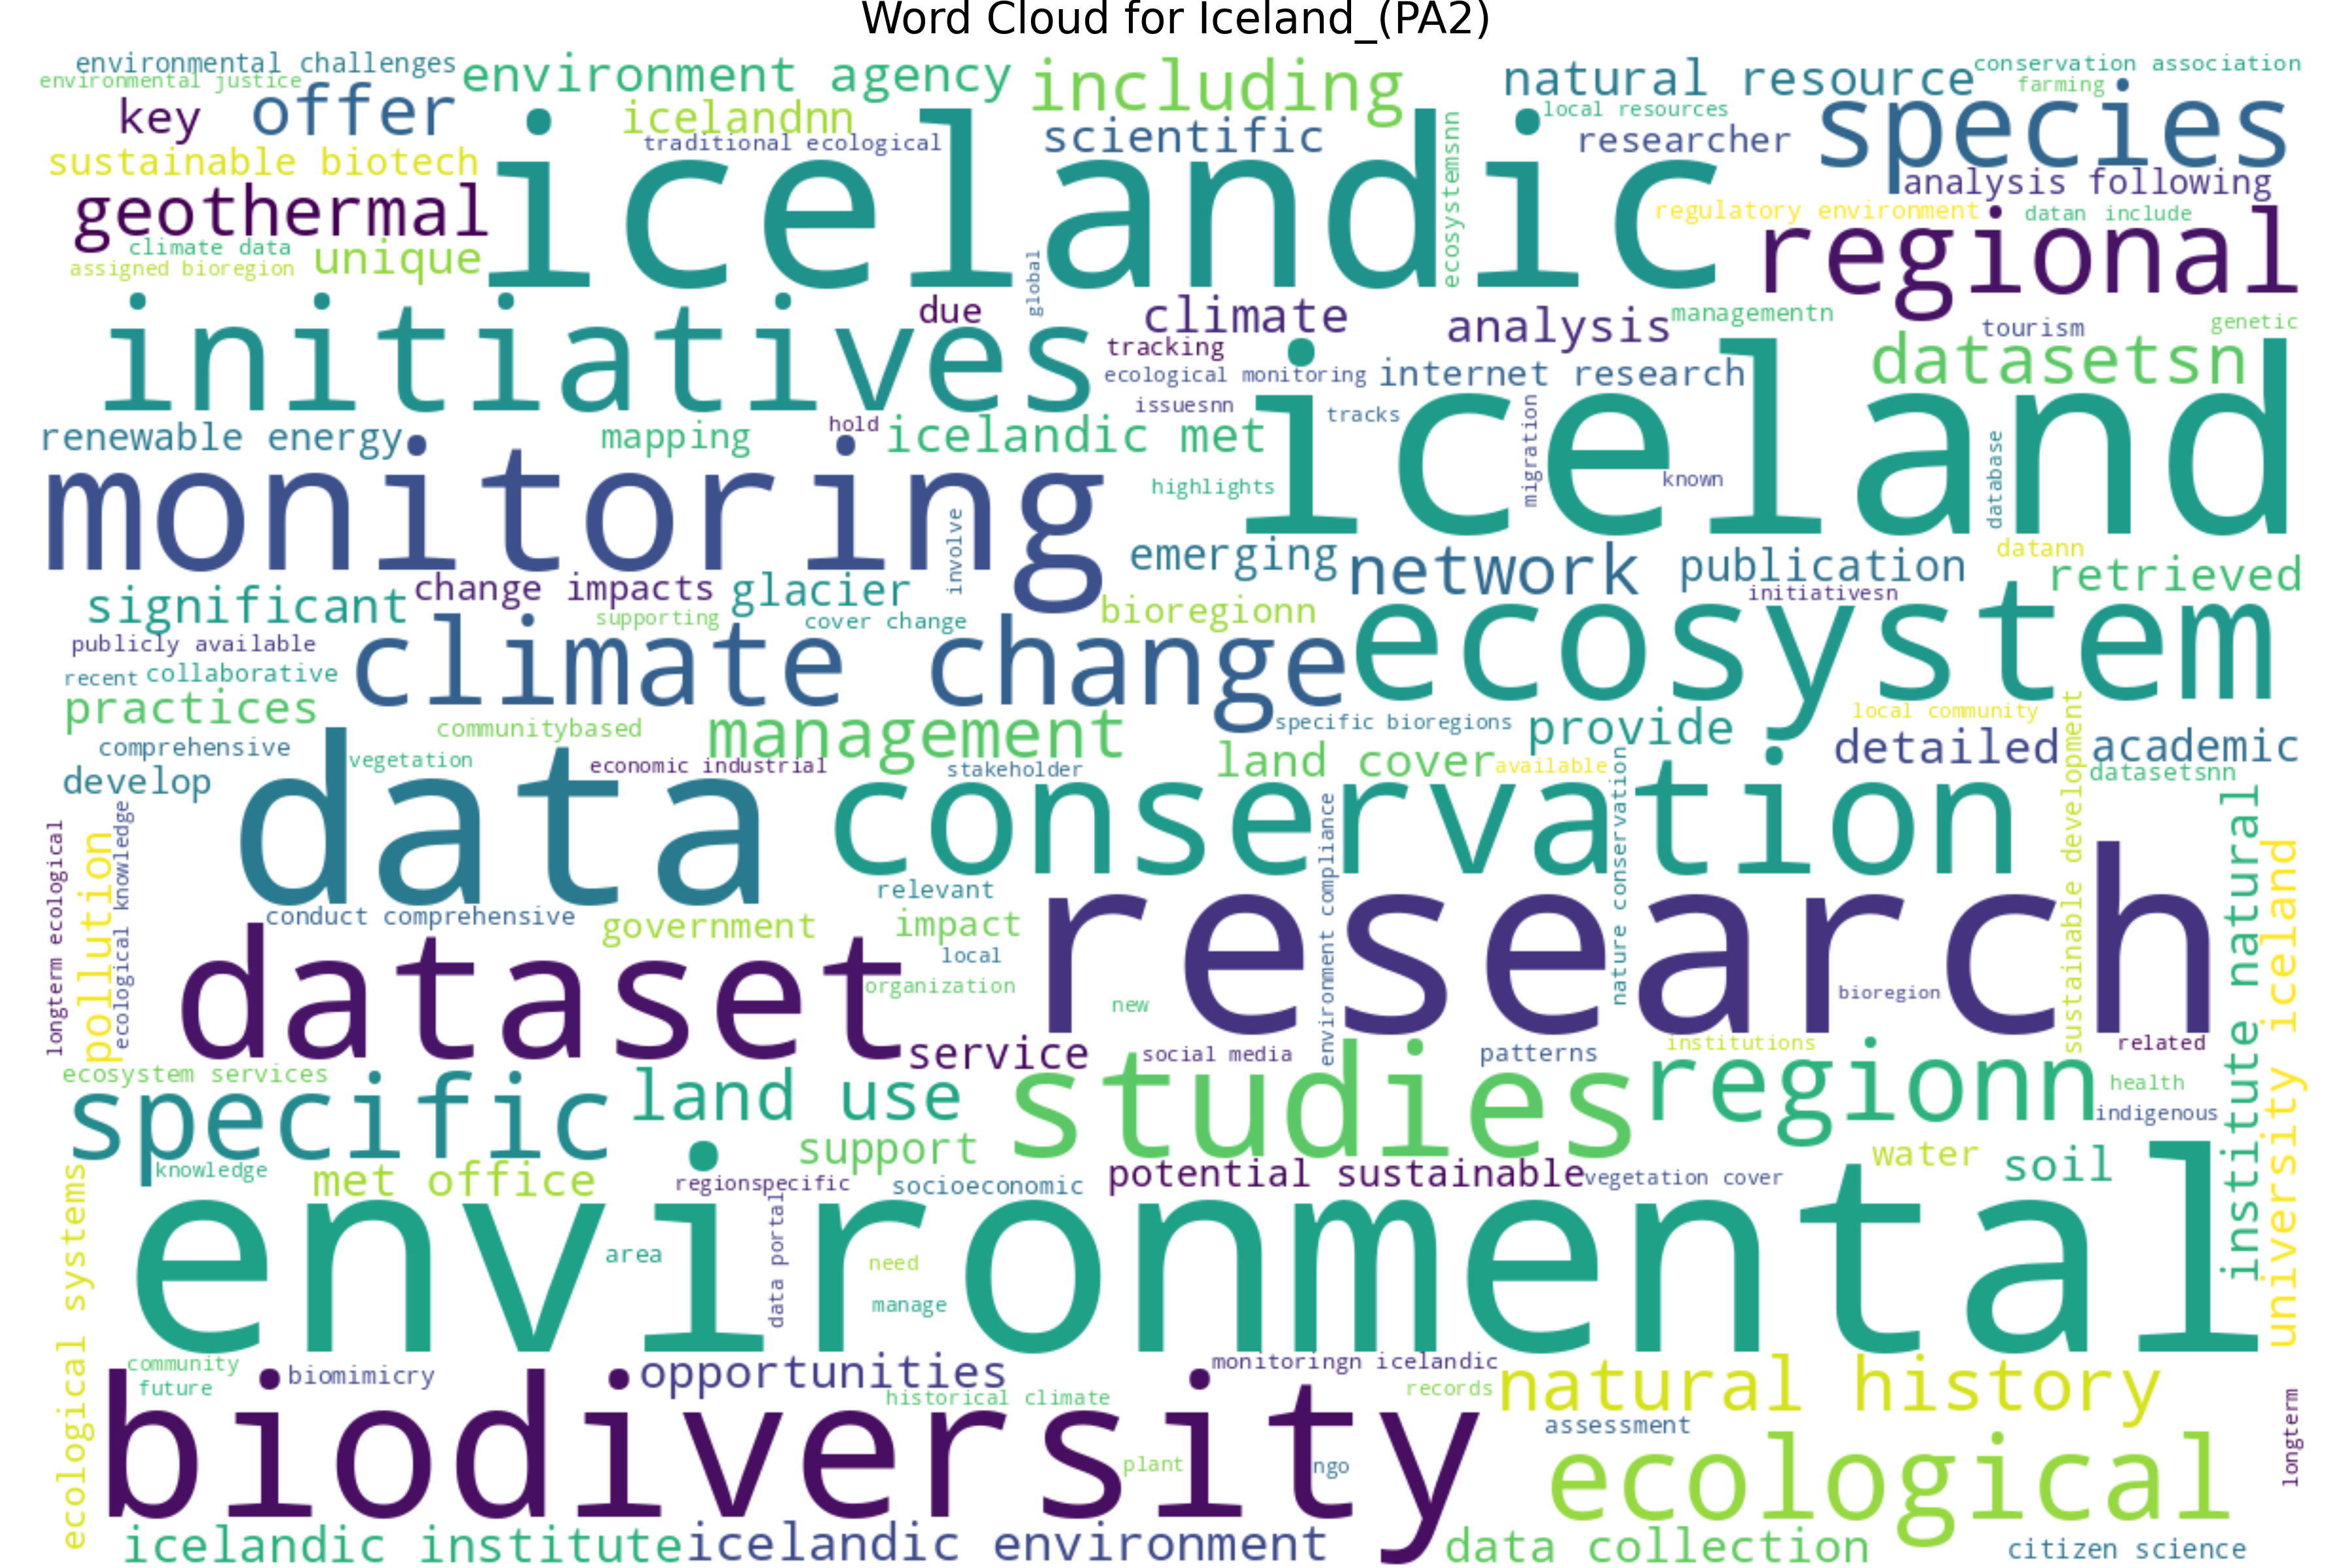 Word Cloud for Iceland_(PA2)
environmental challenges
environmental justice
environment agency
including
natural resource
conservation association
farming
key
offer
icelandnn
scientific
local resources
species
traditional ecological
researcher
sustainable biotech
icelandic
ecosystemsnn
analysis following
geothermal
regulatory environment
datan include
climate data
unique
assigned bioregion
regional
global
initiatives
due
climate
analysis
managementn
tourism
genetic
tracking
datasetsn
ecological monitoring
internet research
issuesnn
tracks
iceland
migration
database
renewable energy
mapping
hold
icelandic met
monitoring
highlights
known
involve
emerging
network
publication
datann
retrieved
change impacts
glacier
significant
supporting
cover change
bioregionn
initiativesn
ecosystem
publicly available
climate change
recent
collaborative
practices
communitybased
management
specific bioregions
provide
local community
comprehensive
vegetation
economic industrial
stakeholder
land cover
available
detailed
academic
develop
data
conservation
datasetsnn
sustainable development
nature conservation
environment compliance
longterm ecological
pollution
ecological knowledge
conduct comprehensive
government
relevant
impact
local
organization
new
research
bioregion
institute natural
university iceland
dataset
service
social media
patterns
institutions
related
ecosystem services
specific
land use
studies
regionn
health
indigenous
support
water
soil
knowledge
met office
regionspecific
socioeconomic
potential sustainable
vegetation cover
ecological systems
environmental
area
data portal
need
manage
community
future
biomimicry
opportunities
monitoringn icelandic
historical climate
records
natural history
assessment
longterm
biodiversity
plant
ngo
ecological
icelandic institute
icelandic environment
data collection
citizen science